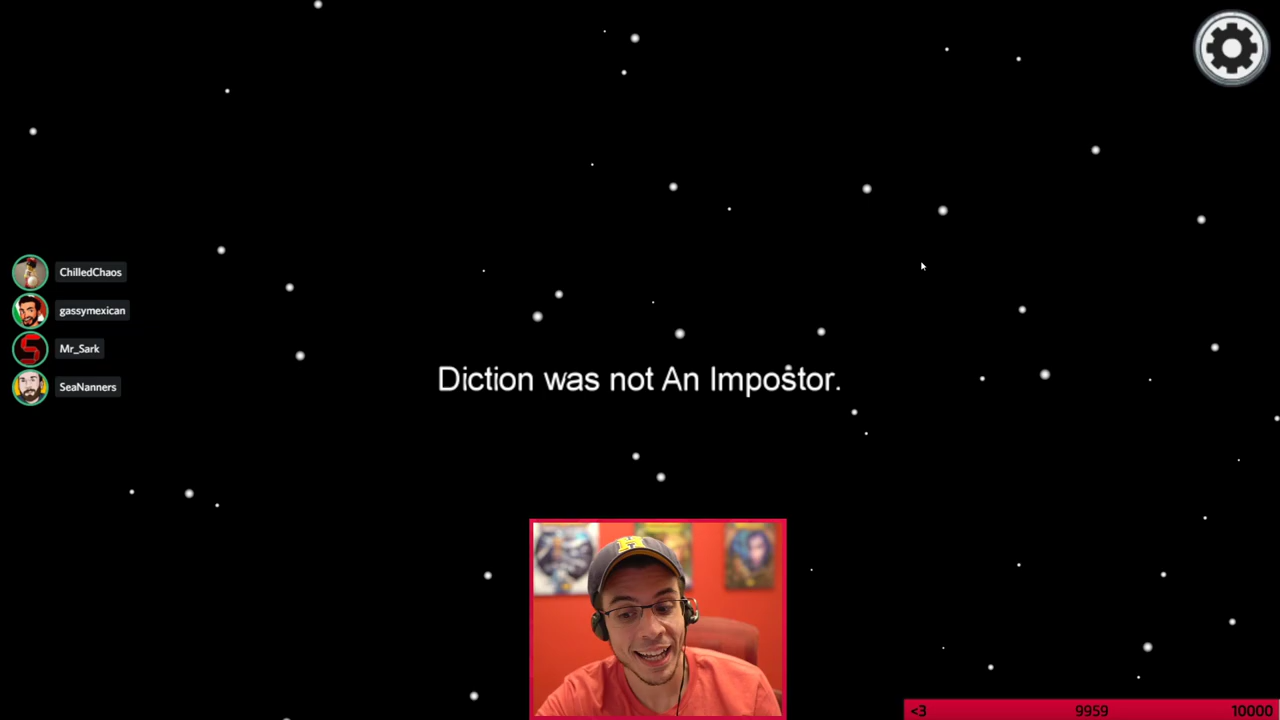 ChilledChaos
gassymexican
Mr_Sark
SeaNanners
Diction was not An Impostor.
H
<3 9959 10000